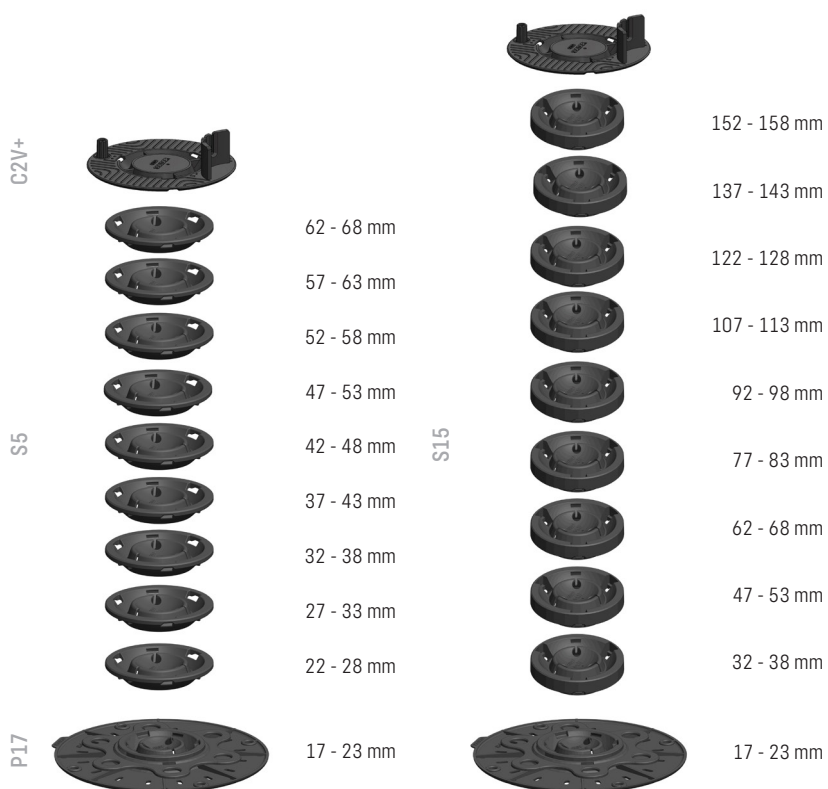 C2V+
62 - 68 mm
57 - 63 mm
52 - 58 mm
47 - 53 mm
S5
42 - 48 mm
37 - 43 mm
32 - 38 mm
27 - 33 mm
22 - 28 mm
P17
17 - 23 mm
152 - 158 mm
137 - 143 mm
122 - 128 mm
107 - 113 mm
92 - 98 mm
S15
77 - 83 mm
62 - 68 mm
47 - 53 mm
32 - 38 mm
17 - 23 mm